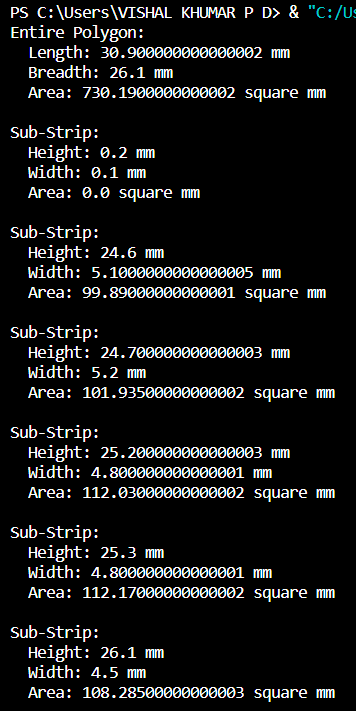 PS C:\Users\VISHAL KHUMAR P D> & "C:/Us
Entire Polygon:
Length: 30.900000000000002 mm
Breadth: 26.1 mm
Area: 730.1900000000002 square mm
Sub-Strip:
Height: 0.2 mm
Width: 0.1 mm
Area: 0.0 square mm
Sub-Strip:
Height: 24.6 mm
Width: 5.1000000000000005 mm
Area: 99.89000000000001 square mm
Sub-Strip:
Height: 24.700000000000003 mm
Width: 5.2 mm
Area: 101.93500000000002 square mm
Sub-Strip:
Height: 25.200000000000003 mm
Width: 4.800000000000001 mm
Area: 112.03000000000002 square mm
Sub-Strip:
Height: 25.3 mm
Width: 4.800000000000001 mm
Area: 112.17000000000002 square mm
Sub-Strip:
Height: 26.1 mm
Width: 4.5 mm
Area: 108.28500000000003 square mm